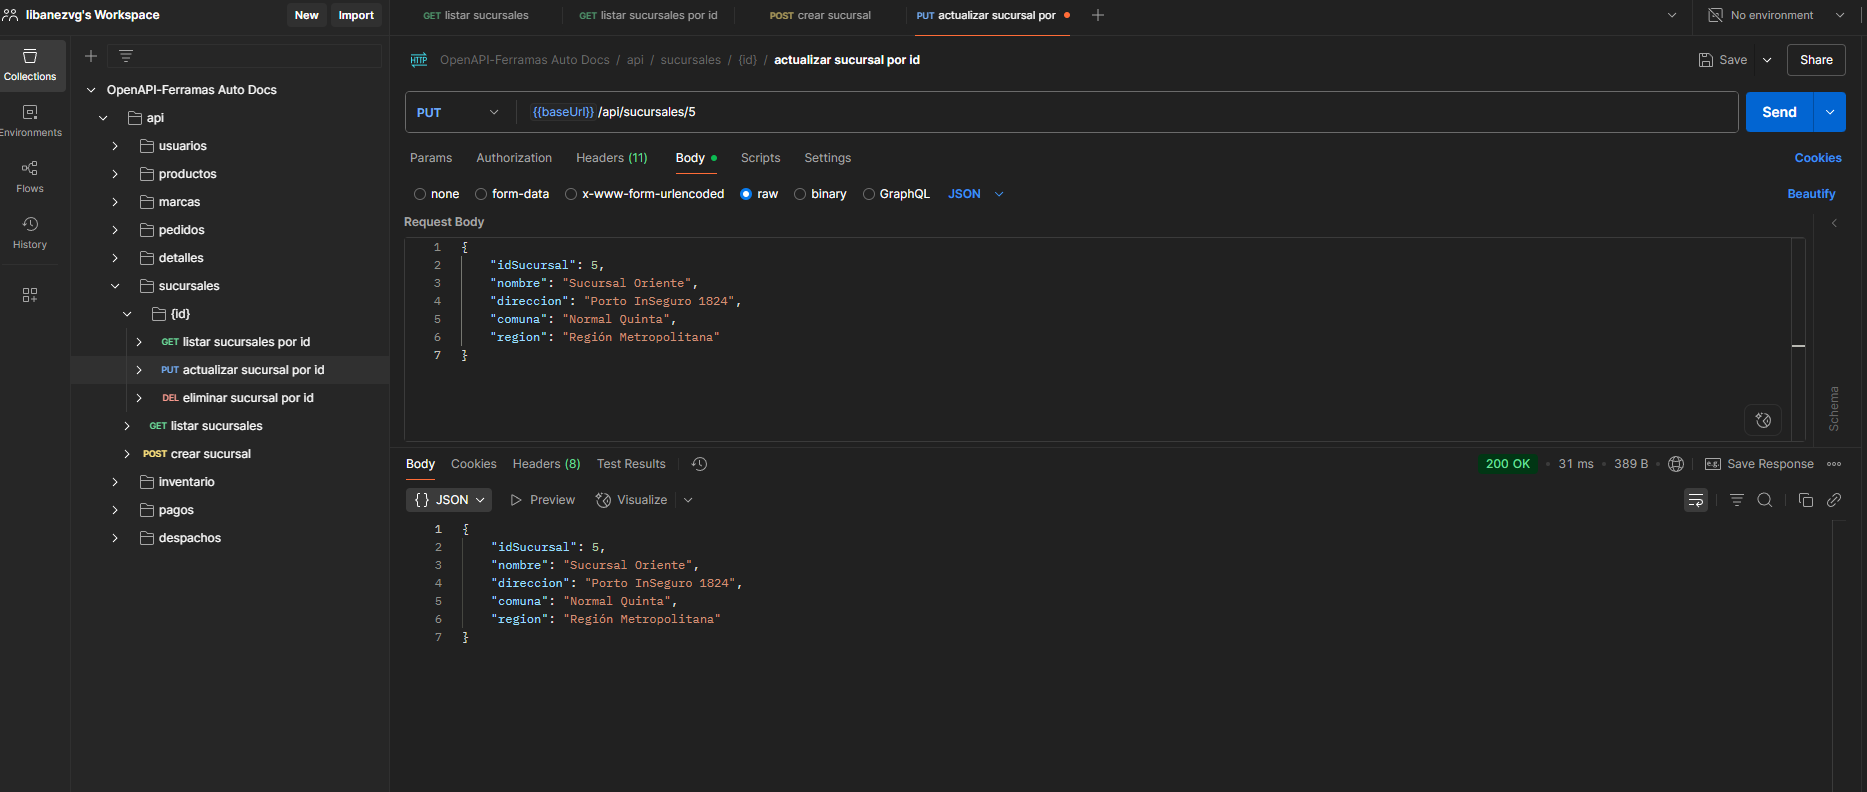 libanezvg's Workspace
New
Import
GET listar sucursales
GET listar sucursales por id
POST crear sucursal
PUT actualizar sucursal por
No environment
Collections
Environments
Flows
History
OpenAPI-Ferramas Auto Docs
api
usuarios
productos
marcas
pedidos
detalles
sucursales
{id}
GET listar sucursales por id
PUT actualizar sucursal por id
DEL eliminar sucursal por id
GET listar sucursales
POST crear sucursal
inventario
pagos
despachos
HTTP OpenAPI-Ferramas Auto Docs / api / sucursales / {id} / actualizar sucursal por id
Save
Share
PUT
{{baseUrl}} /api/sucursales/5
Send
Params Authorization Headers (11) Body Scripts Settings
Cookies
none form-data x-www-form-urlencoded raw binary GraphQL JSON
Beautify
Request Body
1 {
2 "idSucursal": 5,
3 "nombre": "Sucursal Oriente",
4 "direccion": "Porto InSeguro 1824",
5 "comuna": "Normal Quinta",
6 "region": "Región Metropolitana"
7 }
Schema
Body Cookies Headers (8) Test Results
200 OK • 31 ms • 389 B •
e.g. Save Response
{} JSON
Preview
Visualize
1 {
2 "idSucursal": 5,
3 "nombre": "Sucursal Oriente",
4 "direccion": "Porto InSeguro 1824",
5 "comuna": "Normal Quinta",
6 "region": "Región Metropolitana"
7 }